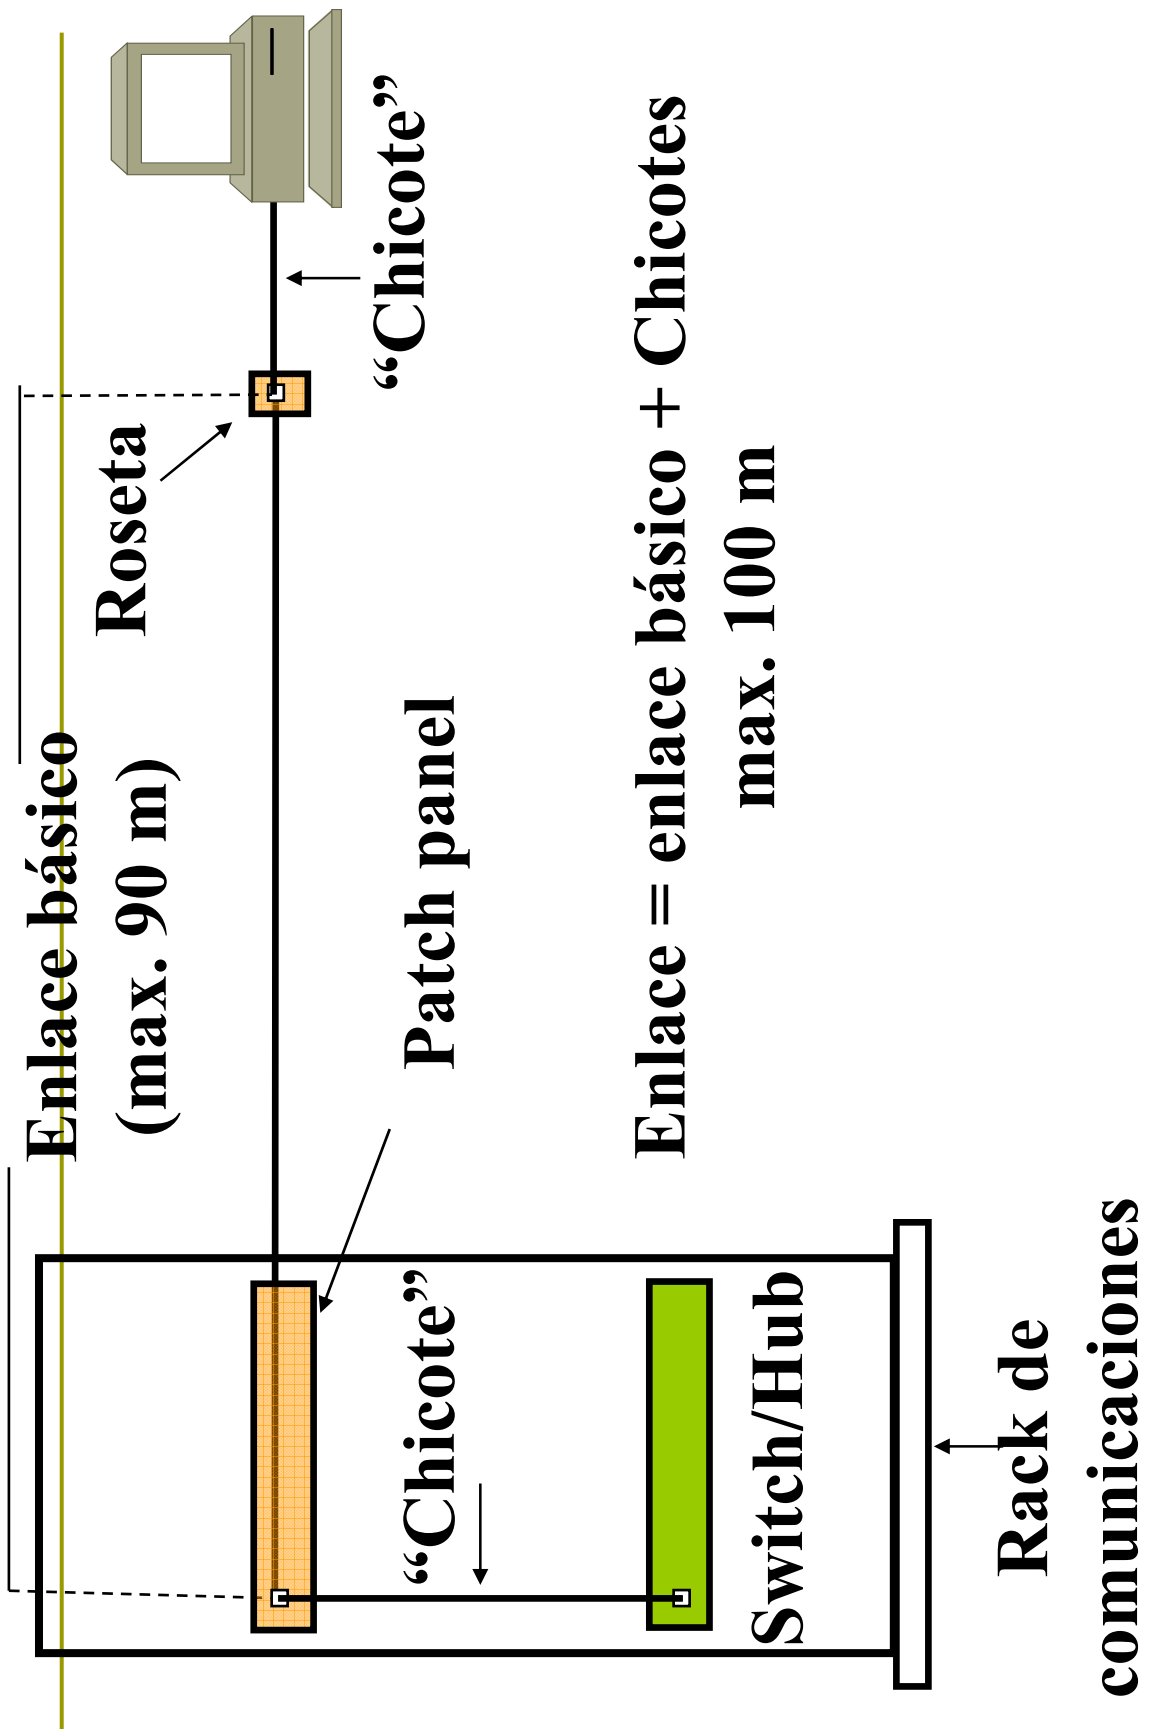 Enlace básico
(max. 90 m)
Roseta
“Chicote”
Patch panel
“Chicote”
Enlace = enlace básico + Chicotes
max. 100 m
Switch/Hub
Rack de
comunicaciones